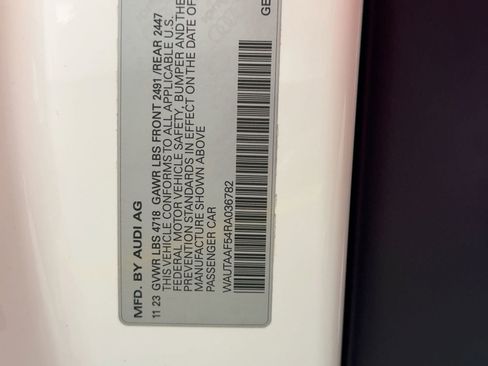 MFD. BY AUDI AG
11 23 GVWR LBS 4718 GAWR LBS FRONT 2491 /REAR 2447
THIS VEHICLE CONFORMS TO ALL APPLICABLE U.S.
FEDERAL MOTOR VEHICLE SAFETY, BUMPER AND THE
PREVENTION STANDARDS IN EFFECT ON THE DATE OF
MANUFACTURE SHOWN ABOVE
PASSENGER CAR
WAUTAAF54RA036782
GE